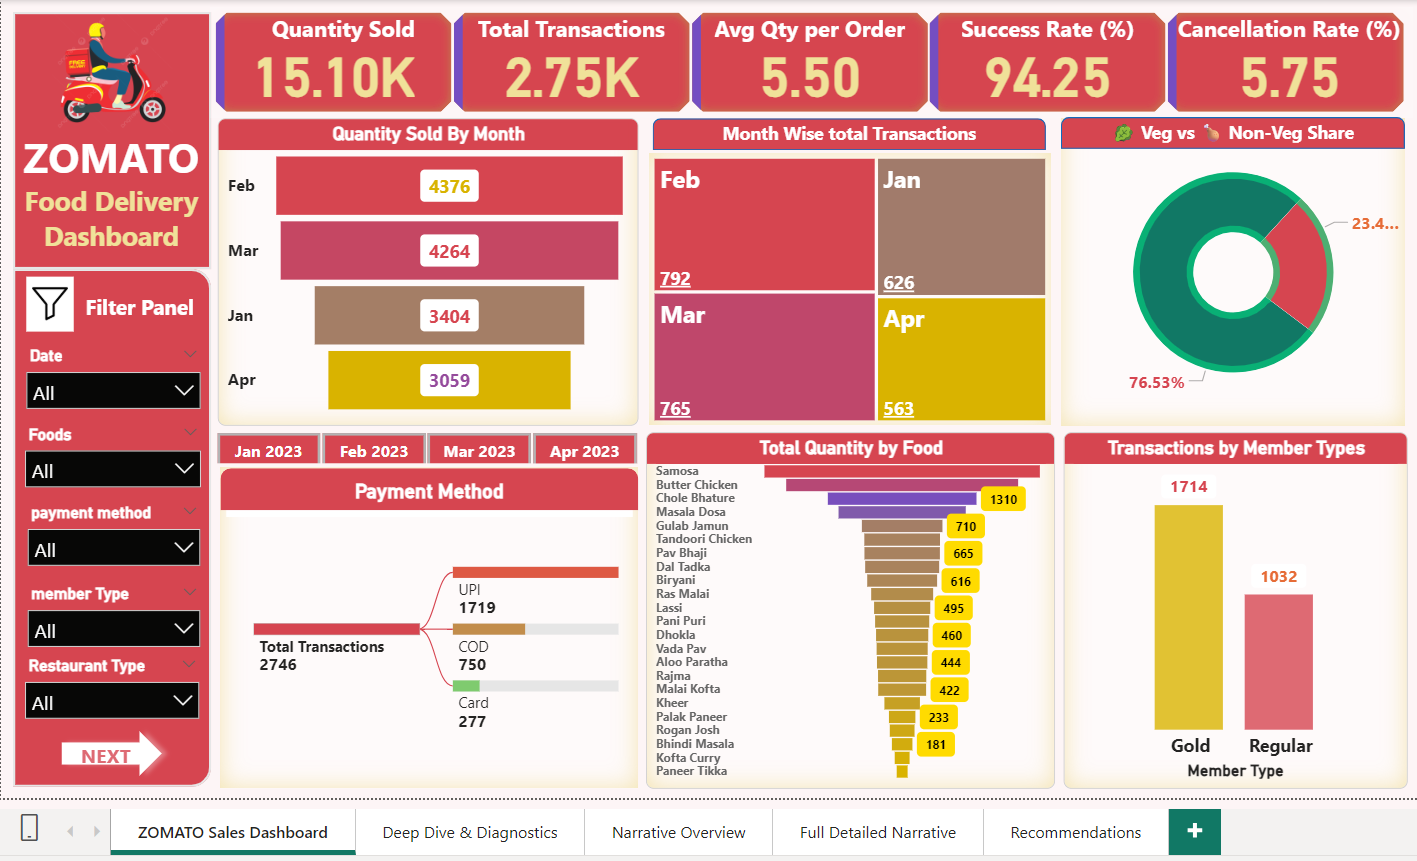 FREE
DELIVERY
ZOMATO
Food Delivery
Dashboard
Filter Panel
Date
All
Foods
All
payment method
All
member Type
All
Restaurant Type
All
NEXT
Quantity Sold
15.10K
Total Transactions
2.75K
Avg Qty per Order
5.50
Success Rate (%)
94.25
Cancellation Rate (%)
5.75
Quantity Sold By Month
Feb
4376
Mar
4264
Jan
3404
Apr
3059
Month Wise total Transactions
Feb
792
Jan
626
Mar
765
Apr
563
Veg vs Non-Veg Share
23.4...
76.53%
Jan 2023
Feb 2023
Mar 2023
Apr 2023
Payment Method
Total Transactions
2746
UPI
1719
COD
750
Card
277
Total Quantity by Food
Samosa
Butter Chicken
Chole Bhature
1310
Masala Dosa
Gulab Jamun
710
Tandoori Chicken
Pav Bhaji
665
Dal Tadka
Biryani
616
Ras Malai
Lassi
495
Pani Puri
Dhokla
460
Vada Pav
Aloo Paratha
444
Rajma
Malai Kofta
422
Kheer
Palak Paneer
233
Rogan Josh
Bhindi Masala
181
Kofta Curry
Paneer Tikka
Transactions by Member Types
1714
1032
Gold
Regular
Member Type
ZOMATO Sales Dashboard
Deep Dive & Diagnostics
Narrative Overview
Full Detailed Narrative
Recommendations
+